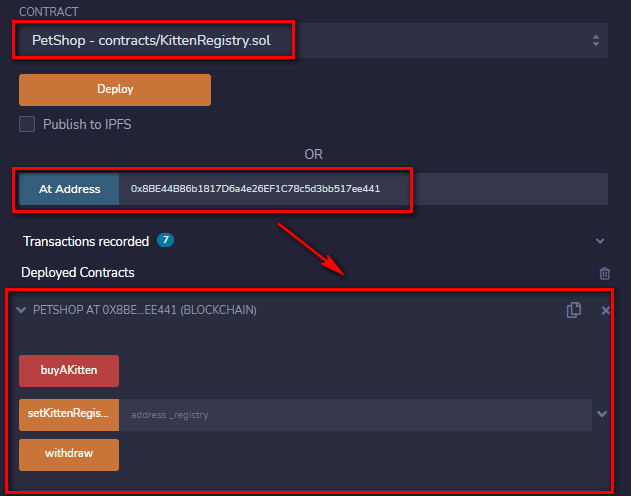 CONTRACT
PetShop - contracts/KittenRegistry.sol
Deploy
Publish to IPFS
OR
At Address 0x8BE44B86b1817D6a4e26EF1C78c5d3bb517ee441
Transactions recorded 7
Deployed Contracts
PETSHOP AT 0X8BE...EE441 (BLOCKCHAIN)
buyAKitten
setKittenRegis... address _registry
withdraw